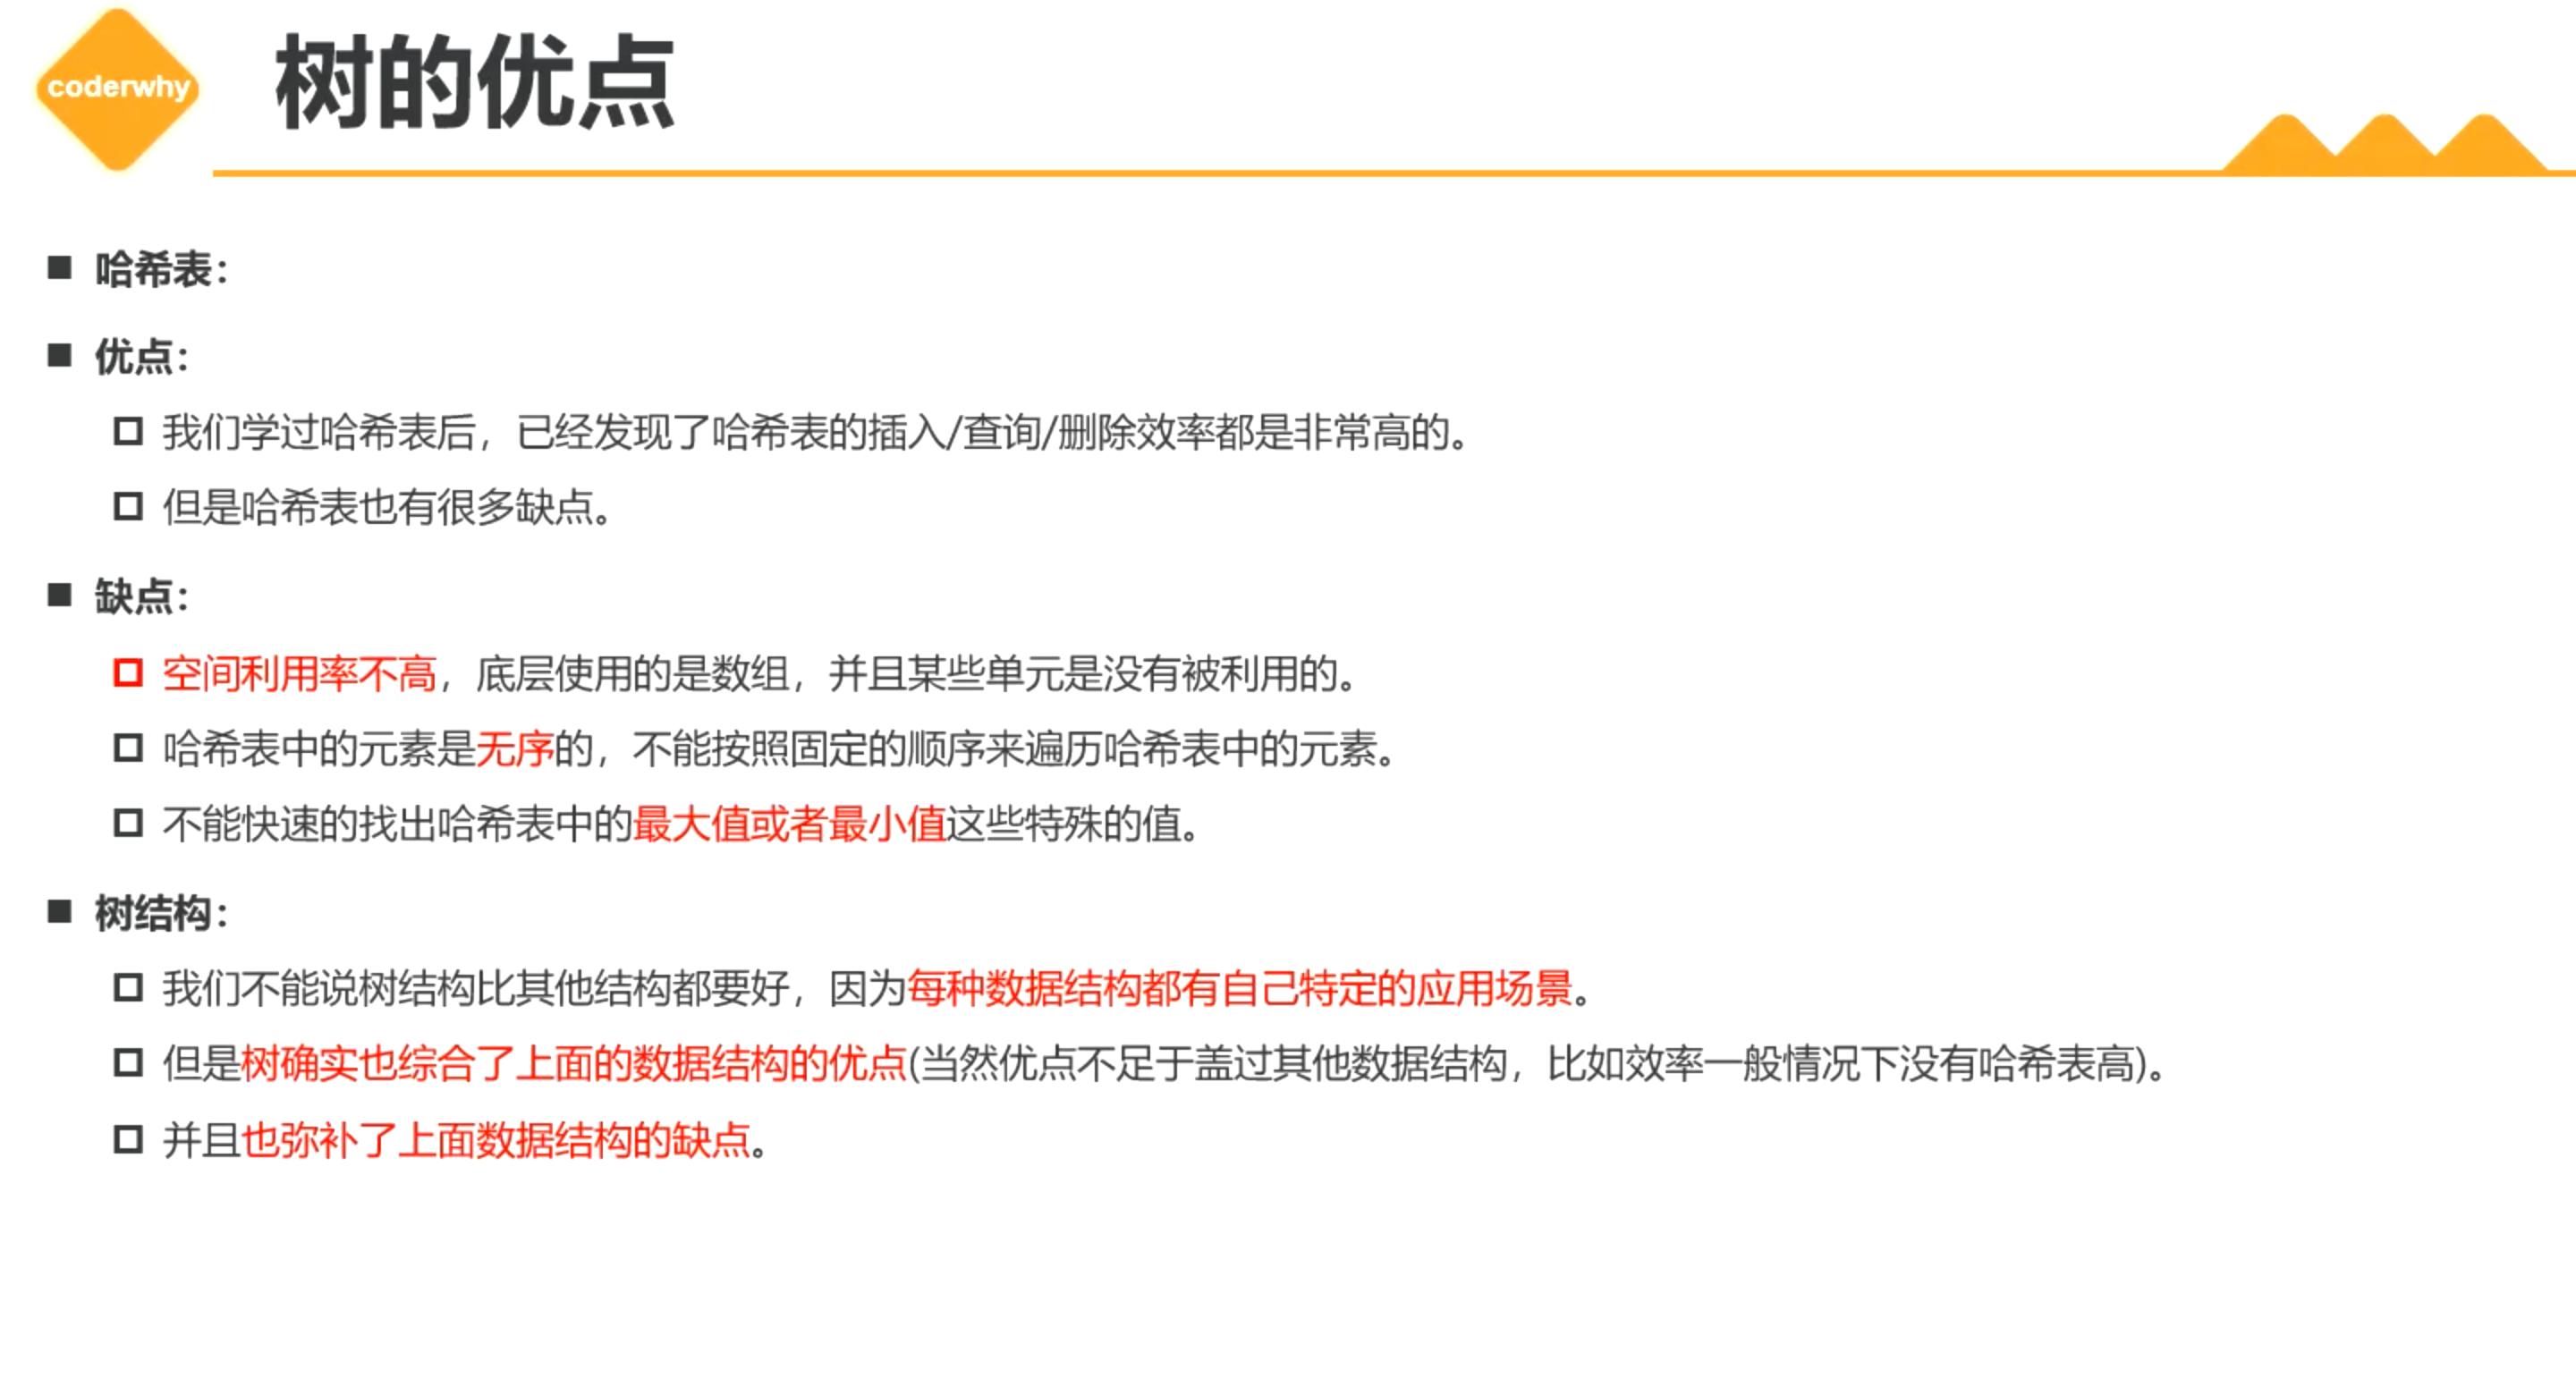 coderwhy
树的优点
哈希表：
优点：
我们学过哈希表后，已经发现了哈希表的插入/查询/删除效率都是非常高的。
但是哈希表也有很多缺点。
缺点：
空间利用率不高，底层使用的是数组，并且某些单元是没有被利用的。
哈希表中的元素是无序的，不能按照固定的顺序来遍历哈希表中的元素。
不能快速的找出哈希表中的最大值或者最小值这些特殊的值。
树结构：
我们不能说树结构比其他结构都要好，因为每种数据结构都有自己特定的应用场景。
但是树确实也综合了上面的数据结构的优点(当然优点不足于盖过其他数据结构，比如效率一般情况下没有哈希表高)。
并且也弥补了上面数据结构的缺点。